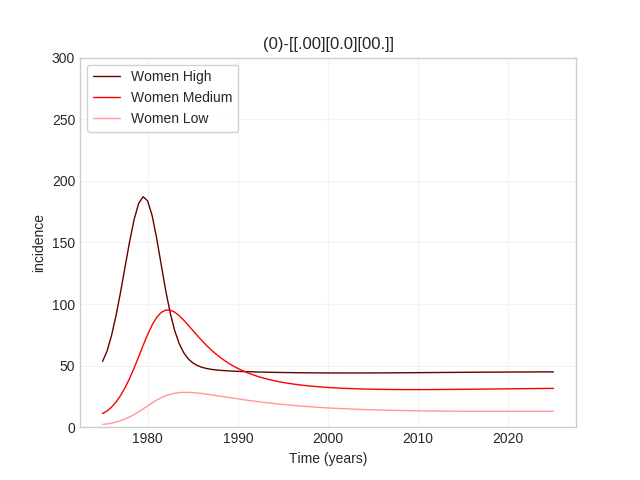 (0)-[[.00][0.0][00.]]
300
250
200
150
100
50
0
incidence
Women High
Women Medium
Women Low
1980 1990 2000 2010 2020
Time (years)